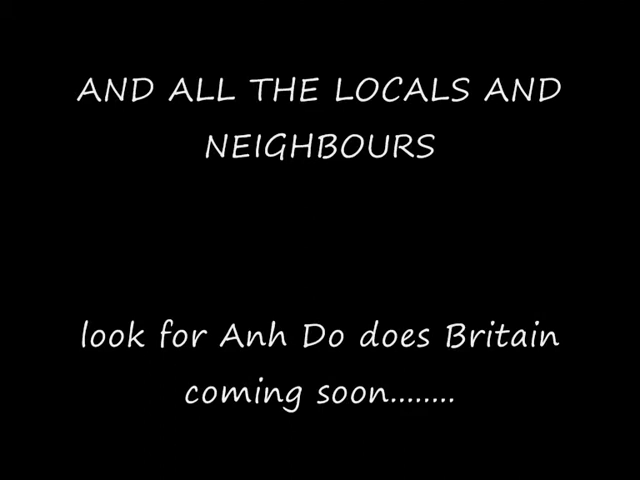 AND ALL THE LOCALS AND
NEIGHBOURS
look for Anh Do does Britain
coming soon........